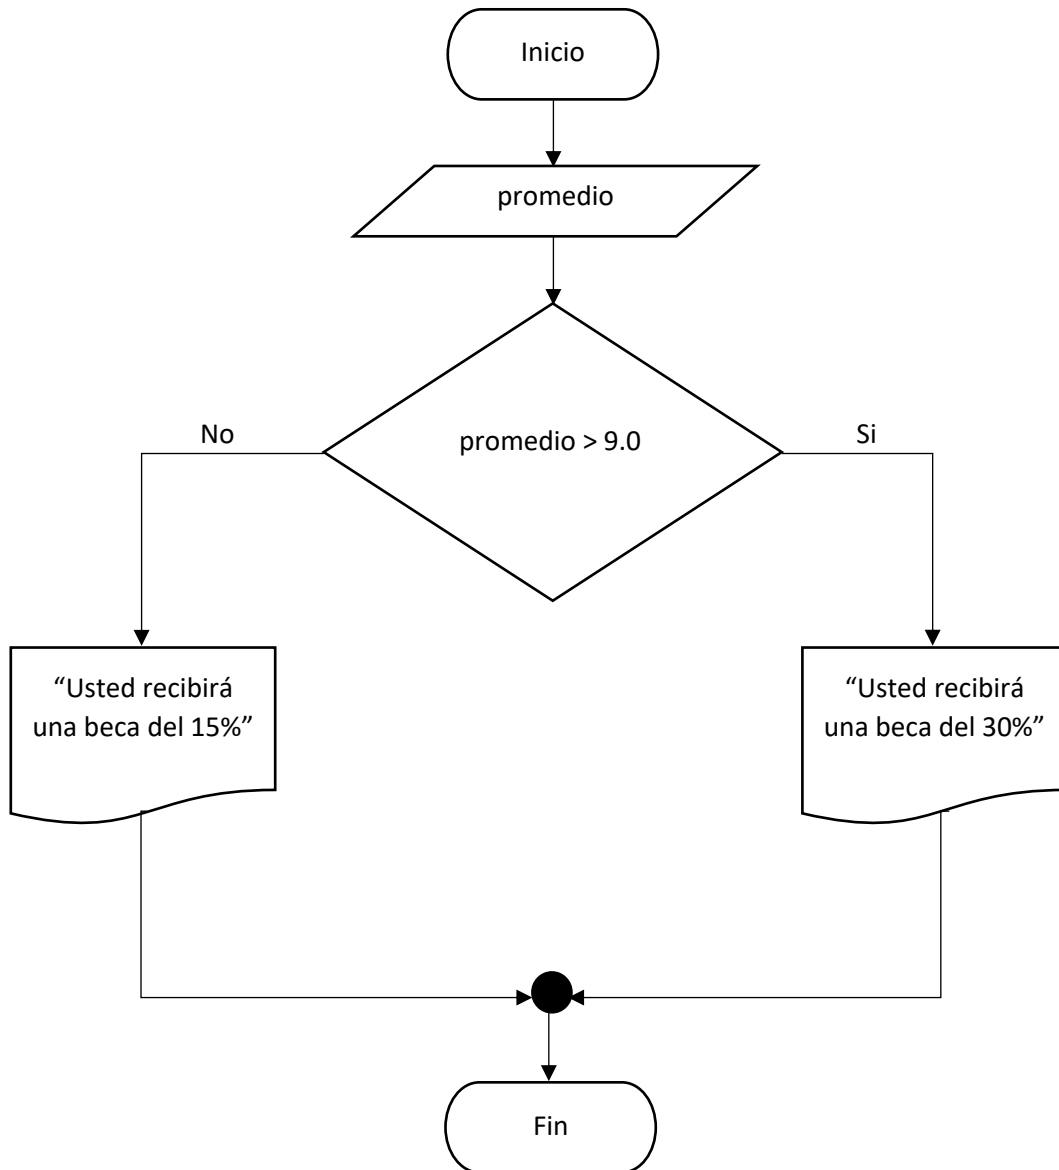 Inicio
promedio
promedio > 9.0
No
Si
“Usted recibirá
una beca del 15%”
“Usted recibirá
una beca del 30%”
Fin